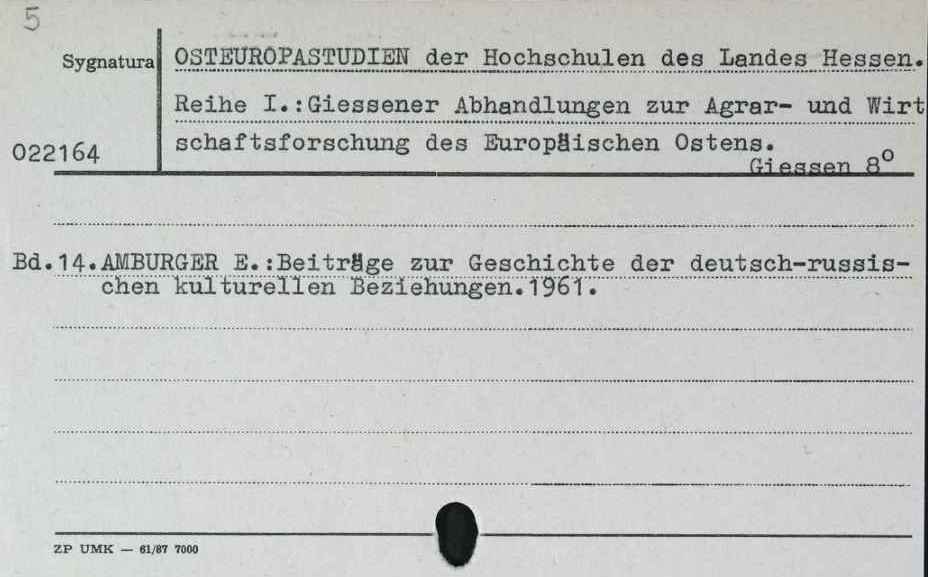 5
Sygnatura
OSTEUROPASTUDIEN der Hochschulen des Landes Hessen.
Reihe I.:Giessener Abhandlungen zur Agrar- und Wirt
022164
schaftsforschung des Europäischen Ostens.
Giessen 8⁰
Bd.14.AMBURGER E.:Beiträge zur Geschichte der deutsch-russis-
chen kulturellen Beziehungen.1961.
ZP UMK — 61/67 7000